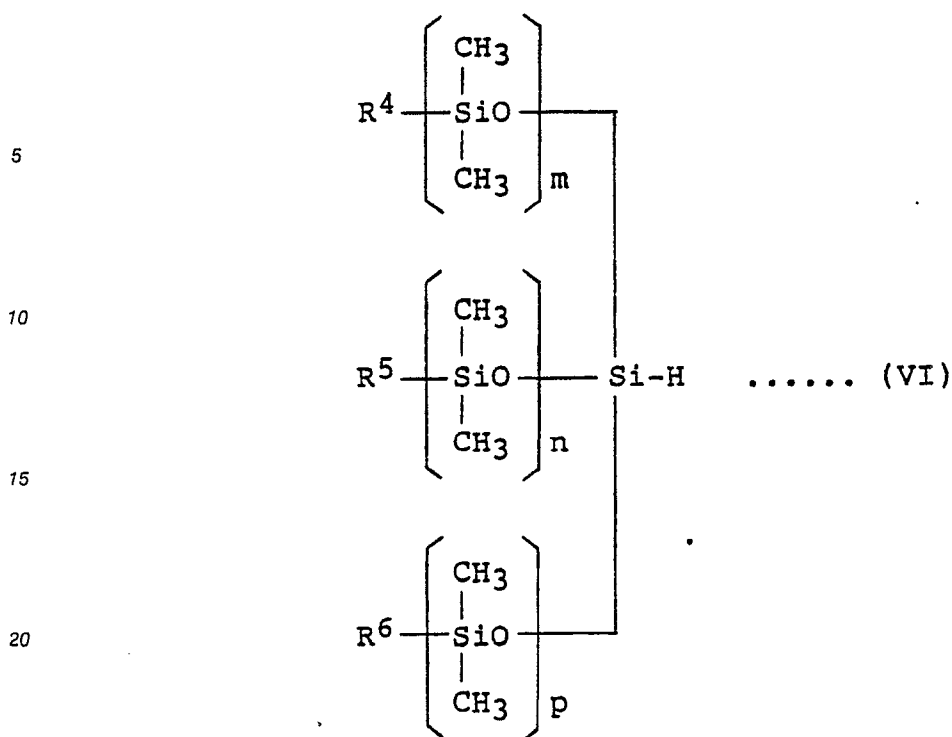 CH3
R4 SiO
5
CH3 m
10
CH3
R5 SiO Si-H ...... (VI)
CH3 n
15
CH3
R6 SiO
20
CH3 p